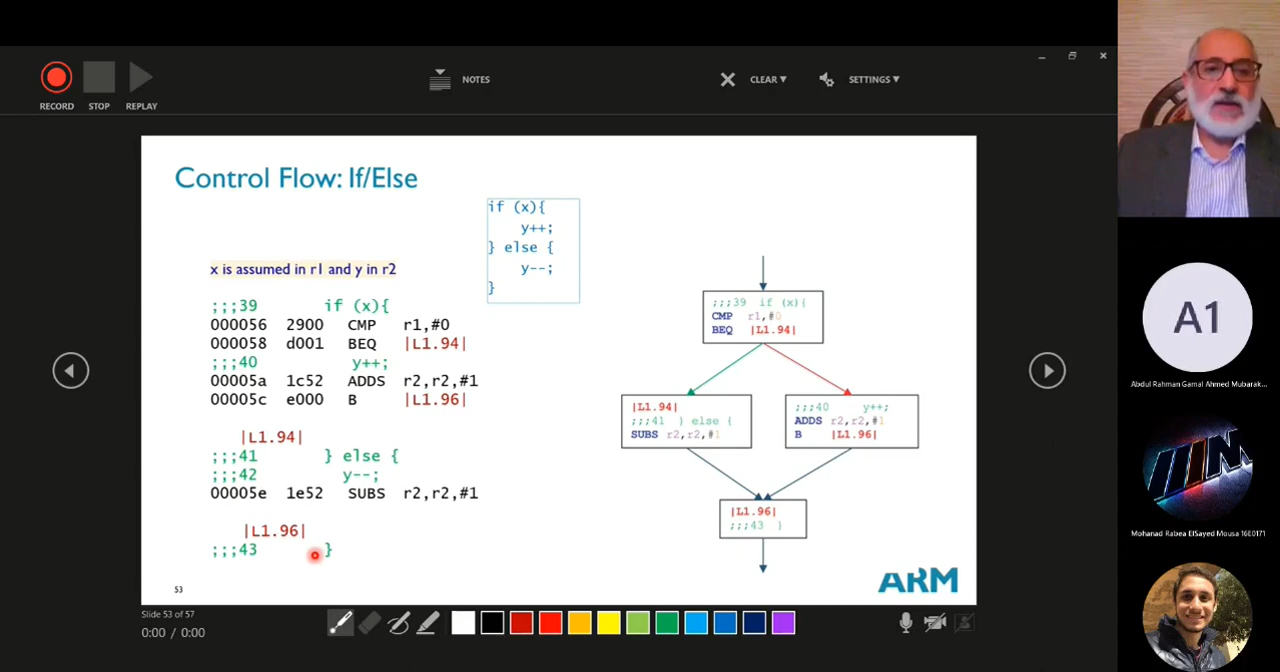 RECORD STOP REPLAY
NOTES
CLEAR
SETTINGS
Control Flow: If/Else
if (x){
y++;
} else {
y--;
}
x is assumed in r1 and y in r2
;;;39 if (x){
000056 2900 CMP r1,#0
000058 d001 BEQ |L1.94|
;;;40 y++;
00005a 1c52 ADDS r2,r2,#1
00005c e000 B |L1.96|
|L1.94|
;;;41 } else {
;;;42 y--;
00005e 1e52 SUBS r2,r2,#1
|L1.96|
;;;43 }
;;;39 if (x){
CMP r1,#0
BEQ |L1.94|
|L1.94|
;;;41 } else {
SUBS r2,r2,#1
;;;40 y++;
ADDS r2,r2,#1
B |L1.96|
|L1.96|
;;;43 }
53
ARM
Slide 53 of 57
0:00 / 0:00
A1
Abdul Rahman Gamal Ahmed Mubarak...
Mohanad Rabea ElSayed Mousa 16E0171